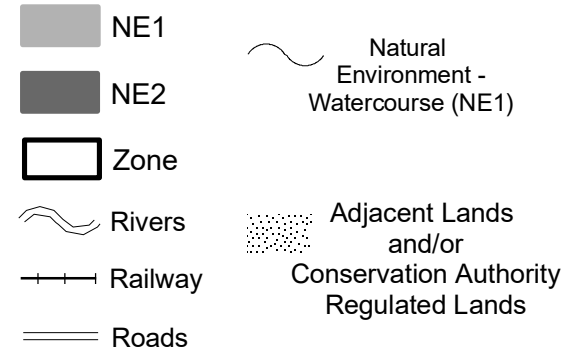 NE1
NE2
Zone
Rivers
Railway
Roads
Natural
Environment -
Watercourse (NE1)
Adjacent Lands
and/or
Conservation Authority
Regulated Lands